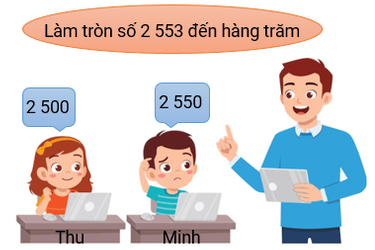 Làm tròn số 2 553 đến hàng trăm
2 500
2 550
Thu
Minh